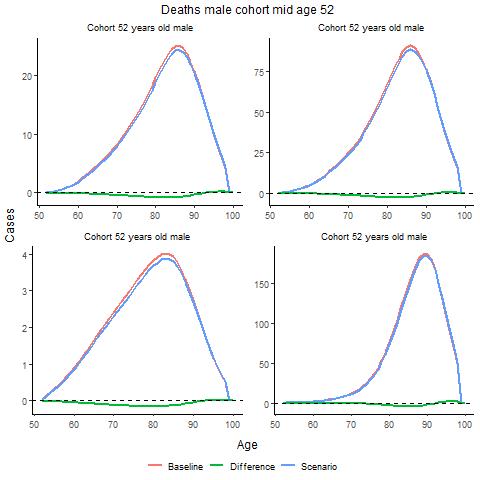 Deaths male cohort mid age 52
Cohort 52 years old male
Cohort 52 years old male
20
10
0
50 60 70 80 90 100
75
50
25
0
50 60 70 80 90 100
Cases
Cohort 52 years old male
Cohort 52 years old male
4
3
2
1
0
50 60 70 80 90 100
150
100
50
0
50 60 70 80 90 100
Age
Baseline Difference Scenario